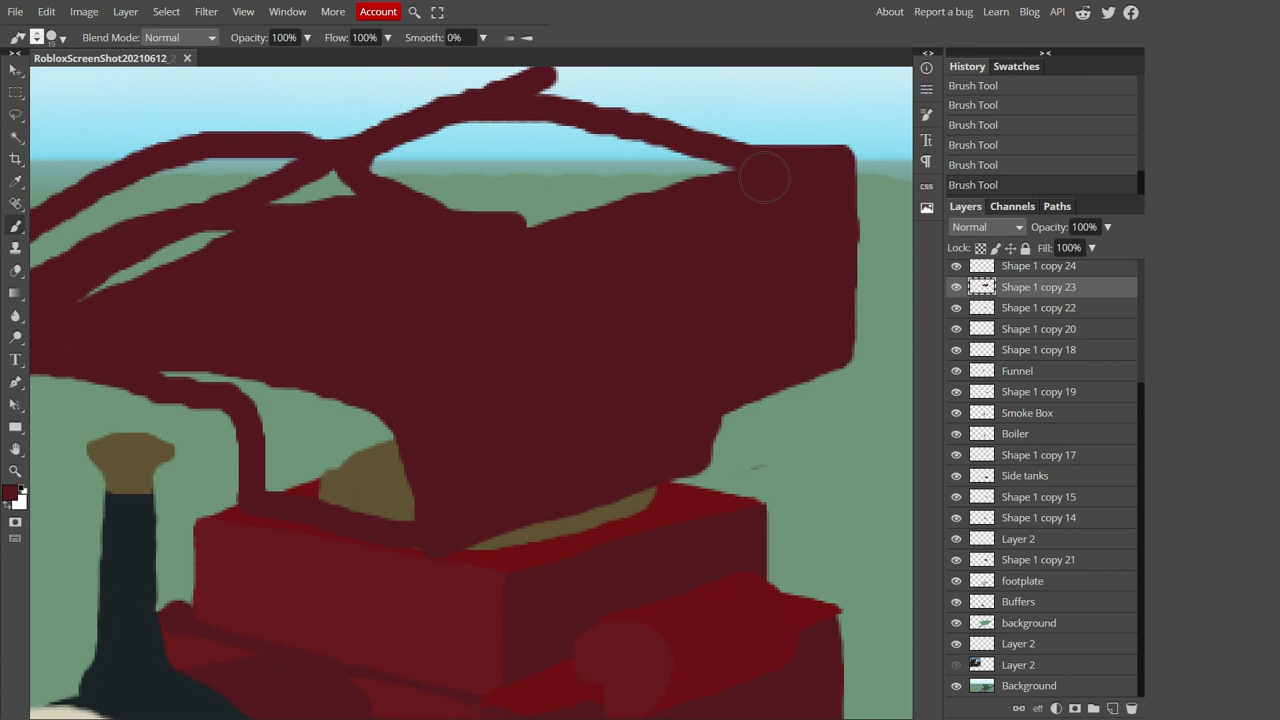 File Edit Image Layer Select Filter View Window More Account About Report a bug Learn Blog API
19 Blend Mode: Normal Opacity: 100% Flow: 100% Smooth: 0%
RobloxScreenShot20210612_2
History Swatches
Brush Tool
Brush Tool
Brush Tool
Brush Tool
Brush Tool
Brush Tool
CSS
Layers Channels Paths
Normal Opacity: 100%
Lock: Fill: 100%
Shape 1 copy 24
Shape 1 copy 23
Shape 1 copy 22
Shape 1 copy 20
Shape 1 copy 18
Funnel
Shape 1 copy 19
Smoke Box
Boiler
Shape 1 copy 17
Side tanks
Shape 1 copy 15
Shape 1 copy 14
Layer 2
Shape 1 copy 21
footplate
Buffers
background
Layer 2
Layer 2
Background
eff